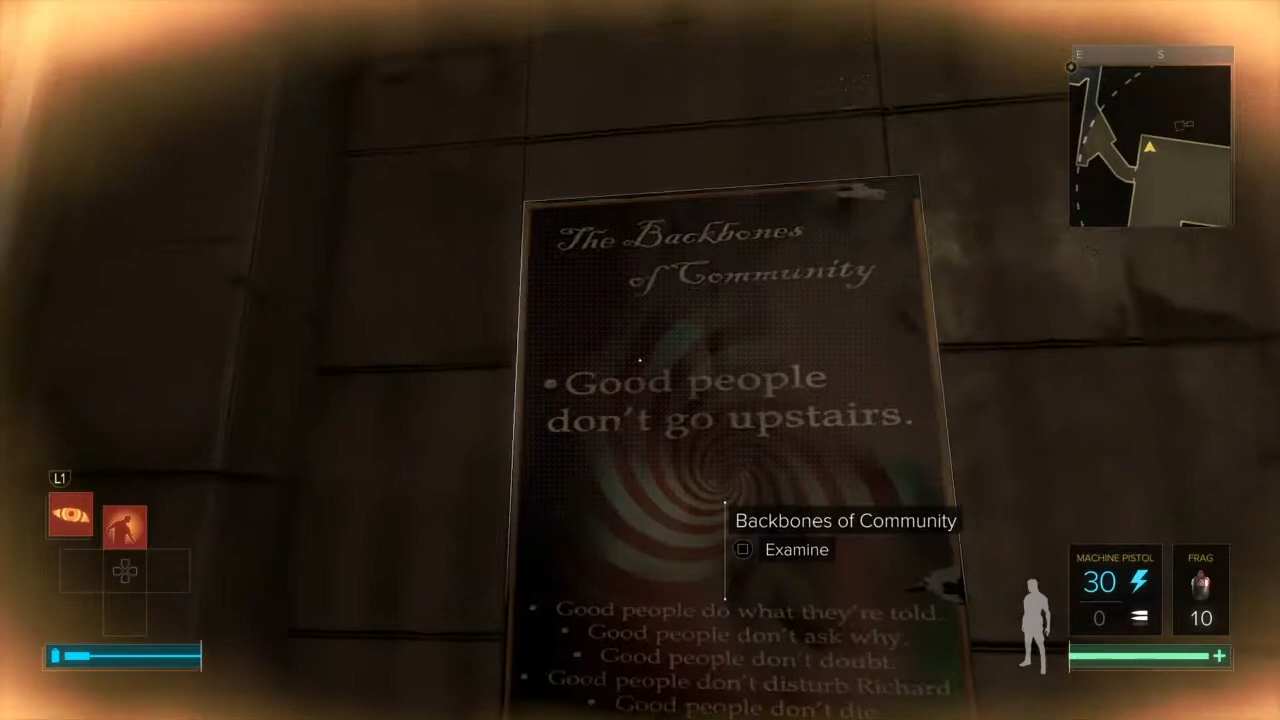 E S
The Backbones
of Community
• Good people
don't go upstairs.
Backbones of Community
Examine
• Good people do what they're told.
• Good people don't ask why.
• Good people don't doubt.
• Good people don't disturb Richard
• Good people don't die
L1
MACHINE PISTOL
30
0
FRAG
10